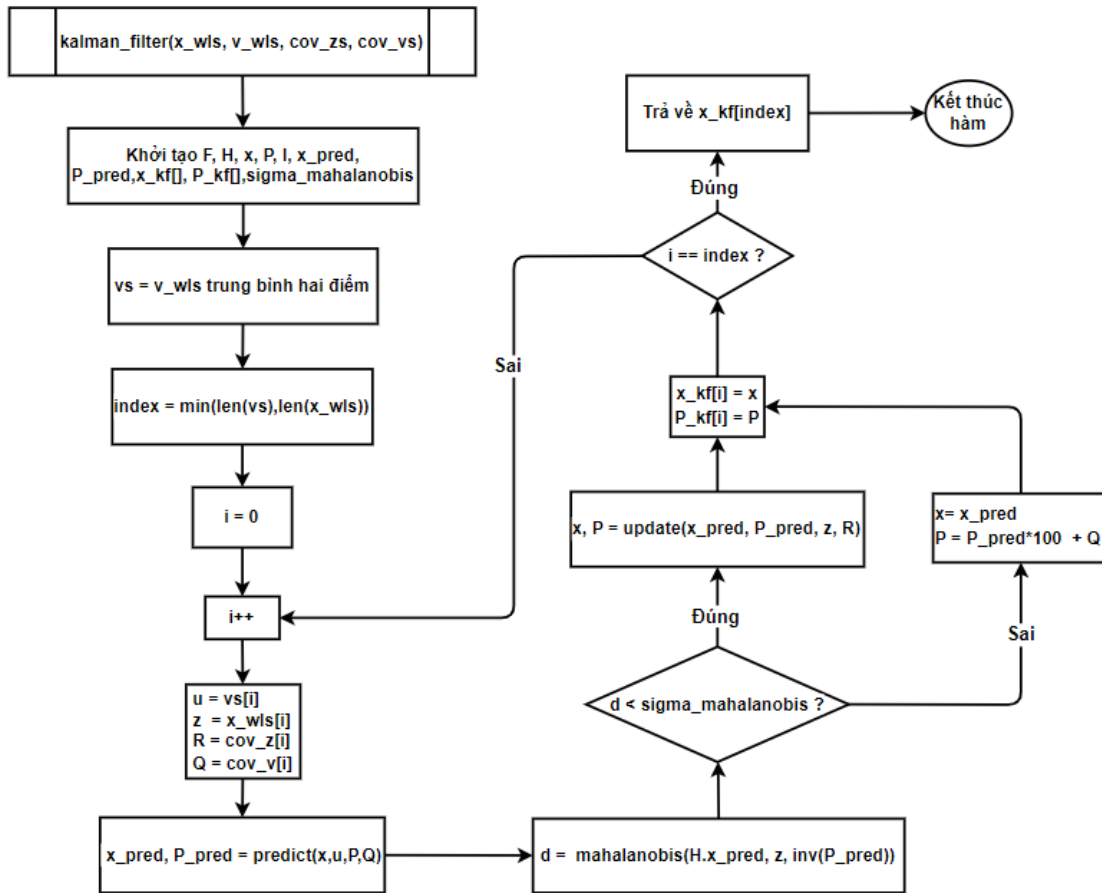 kalman_filter(x_wls, v_wls, cov_zs, cov_vs)
Khởi tạo F, H, x, P, I, x_pred,
P_pred,x_kf[], P_kf[],sigma_mahalanobis
vs = v_wls trung bình hai điểm
index = min(len(vs),len(x_wls))
i = 0
i++
u = vs[i]
z = x_wls[i]
R = cov_z[i]
Q = cov_v[i]
x_pred, P_pred = predict(x,u,P,Q)
d = mahalanobis(H.x_pred, z, inv(P_pred))
d < sigma_mahalanobis ?
Đúng
Sai
x, P = update(x_pred, P_pred, z, R)
x= x_pred
P = P_pred*100 + Q
x_kf[i] = x
P_kf[i] = P
i == index ?
Sai
Đúng
Trả về x_kf[index]
Kết thúc
hàm